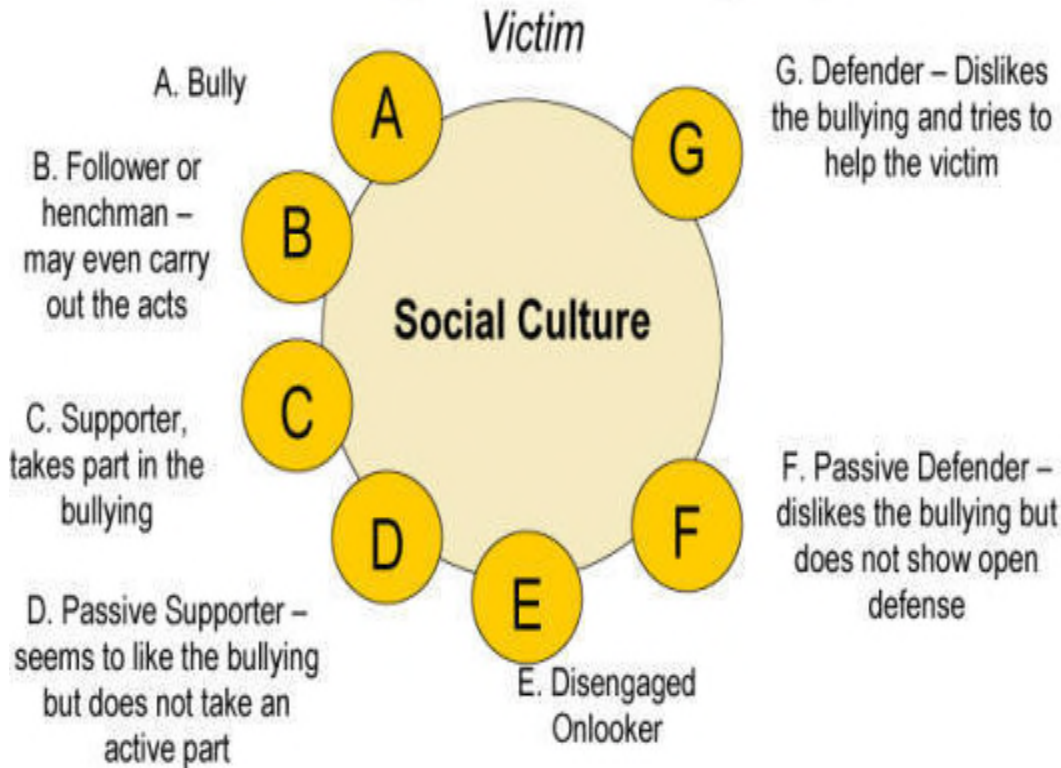 Victim
A. Bully
B. Follower or
henchman –
may even carry
out the acts
C. Supporter,
takes part in the
bullying
D. Passive Supporter –
seems to like the bullying
but does not take an
active part
E. Disengaged
Onlooker
F. Passive Defender –
dislikes the bullying but
does not show open
defense
G. Defender – Dislikes
the bullying and tries to
help the victim
A
B
C
D
E
F
G
Social Culture